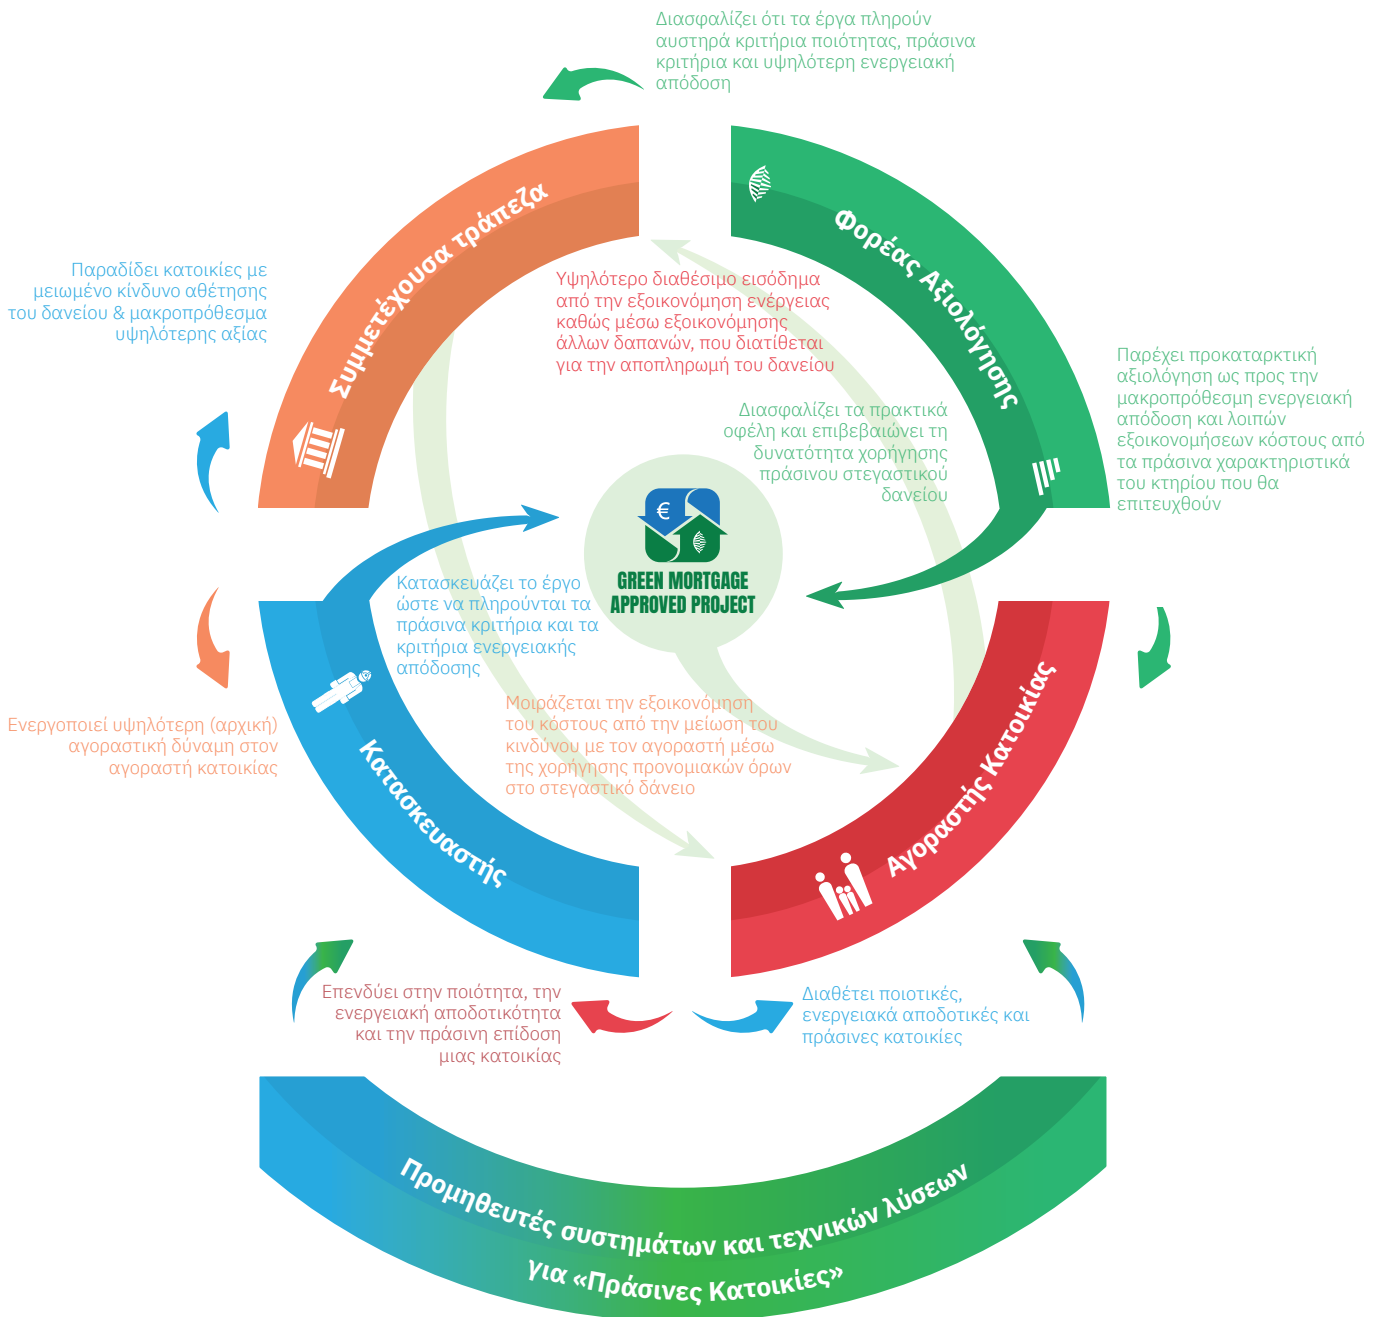 Διασφαλίζει ότι τα έργα πληρούν
αυστηρά κριτήρια ποιότητας, πράσινα
κριτήρια και υψηλότερη ενεργειακή
απόδοση
Συμμετέχουσα τράπεζα
Φορέας Αξιολόγησης
Παραδίδει κατοικίες με
μειωμένο κίνδυνο αθέτησης
του δανείου & μακροπρόθεσμα
υψηλότερης αξίας
Υψηλότερο διαθέσιμο εισόδημα
από την εξοικονόμηση ενέργειας
καθώς μέσω εξοικονόμησης
άλλων δαπανών, που διατίθεται
για την αποπληρωμή του δανείου
Παρέχει προκαταρκτική
αξιολόγηση ως προς την
μακροπρόθεσμη ενεργειακή
απόδοση και λοιπών
εξοικονομήσεων κόστους από
τα πράσινα χαρακτηριστικά
του κτηρίου που θα
επιτευχθούν
Διασφαλίζει τα πρακτικά
οφέλη και επιβεβαιώνει τη
δυνατότητα χορήγησης
πράσινου στεγαστικού
δανείου
€
GREEN MORTGAGE
APPROVED PROJECT
Κατασκευάζει το έργο
ώστε να πληρούνται τα
πράσινα κριτήρια και τα
κριτήρια ενεργειακής
απόδοσης
Ενεργοποιεί υψηλότερη (αρχική)
αγοραστική δύναμη στον
αγοραστή κατοικίας
Μοιράζεται την εξοικονόμηση
του κόστους από την μείωση του
κινδύνου με τον αγοραστή μέσω
της χορήγησης προνομιακών όρων
στο στεγαστικό δάνειο
Κατασκευαστής
Αγοραστής Κατοικίας
Επενδύει στην ποιότητα, την
ενεργειακή αποδοτικότητα
και την πράσινη επίδοση
μιας κατοικίας
Διαθέτει ποιοτικές,
ενεργειακά αποδοτικές και
πράσινες κατοικίες
Προμηθευτές συστημάτων και τεχνικών λύσεων
για «Πράσινες Κατοικίες»